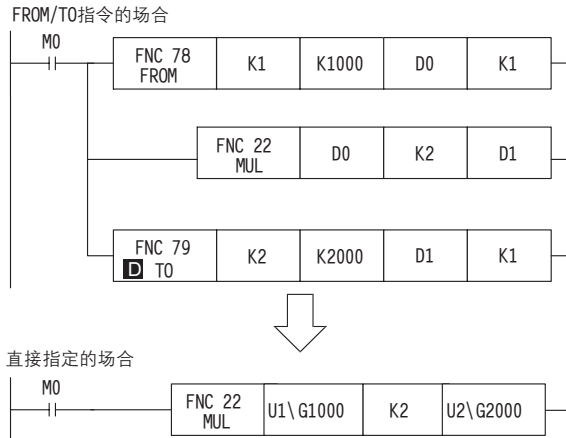 FROM/TO指令的场合
M0
FNC 78
FROM
K1
K1000
D0
K1
FNC 22
MUL
D0
K2
D1
FNC 79
D TO
K2
K2000
D1
K1
直接指定的场合
M0
FNC 22
MUL
U1\G1000
K2
U2\G2000